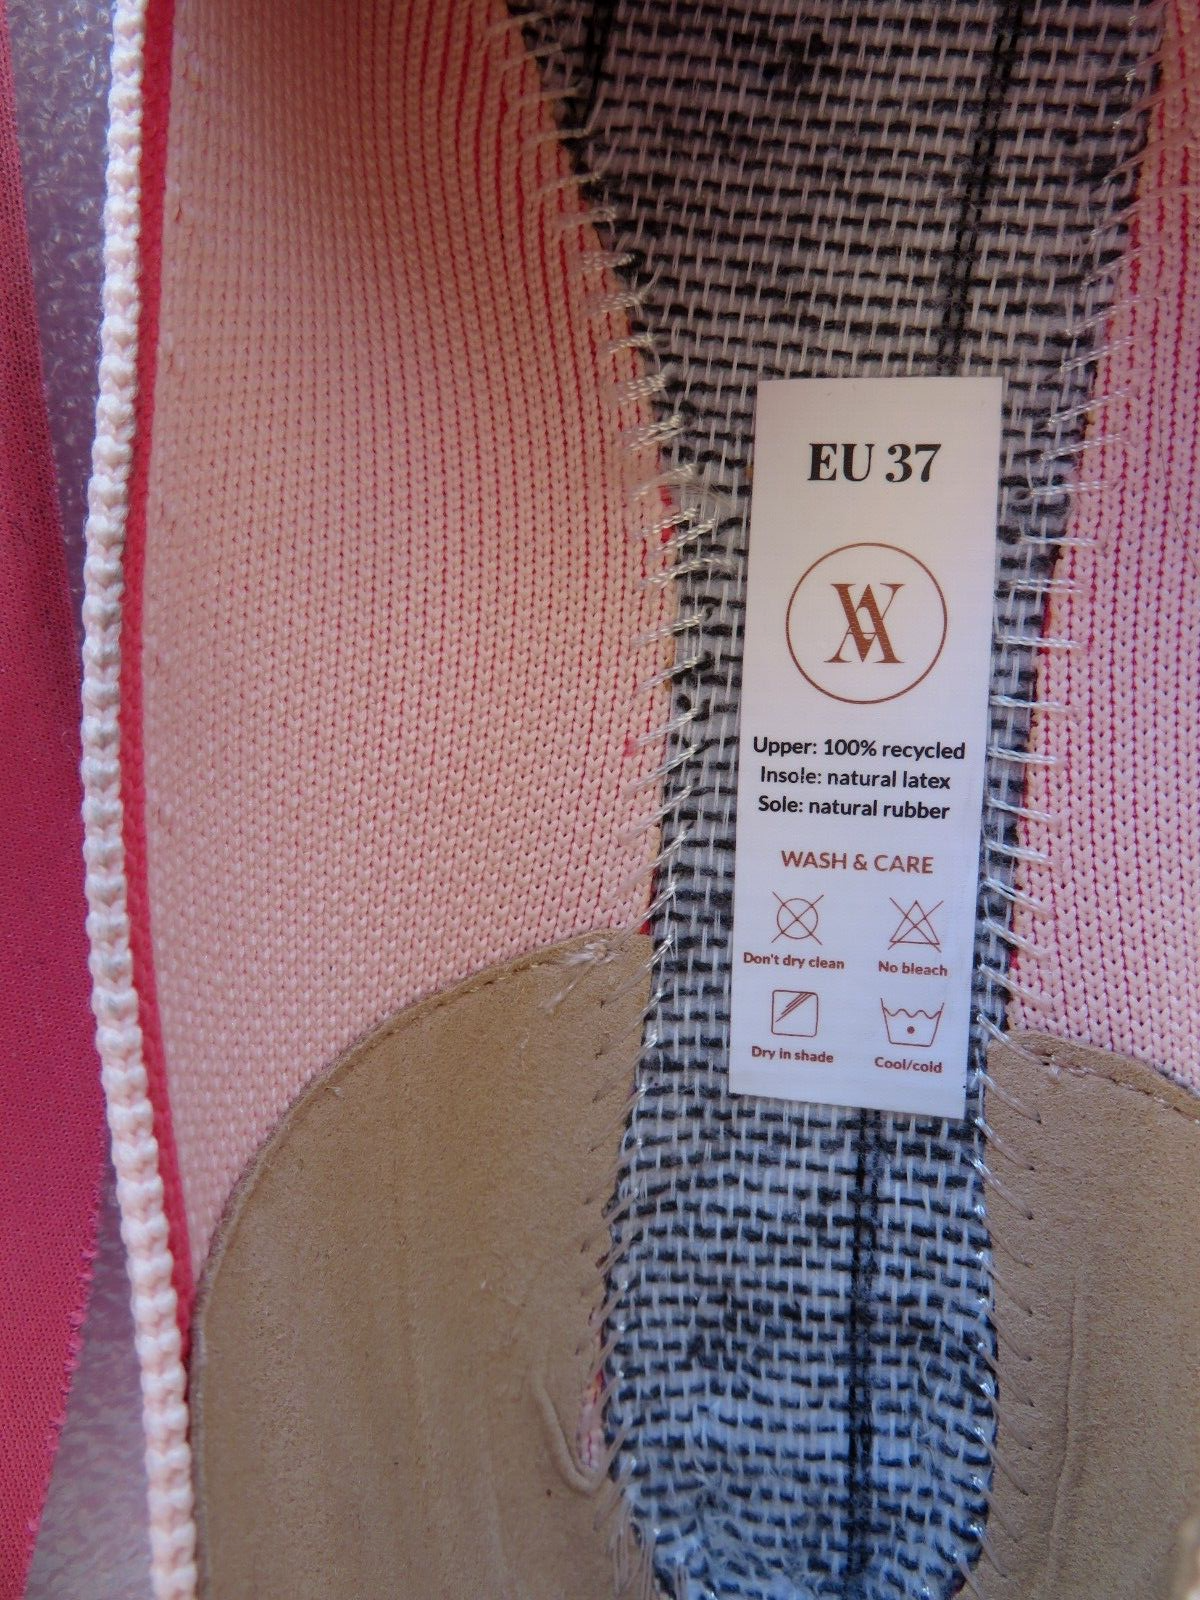 EU 37
VA
Upper: 100% recycled
Insole: natural latex
Sole: natural rubber
WASH & CARE
Don't dry clean No bleach
Dry in shade Cool/cold